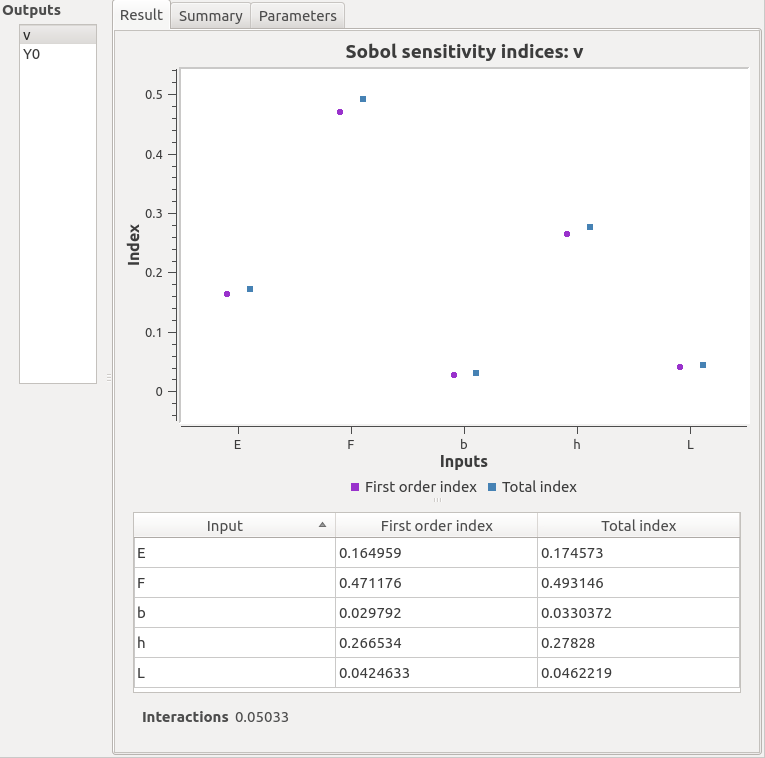 Outputs
v
Y0
Result Summary Parameters
Sobol sensitivity indices: v
Index
0.5
0.4
0.3
0.2
0.1
0
E F b h L
Inputs
First order index Total index
Input First order index Total index
E 0.164959 0.174573
F 0.471176 0.493146
b 0.029792 0.0330372
h 0.266534 0.27828
L 0.0424633 0.0462219
Interactions 0.05033